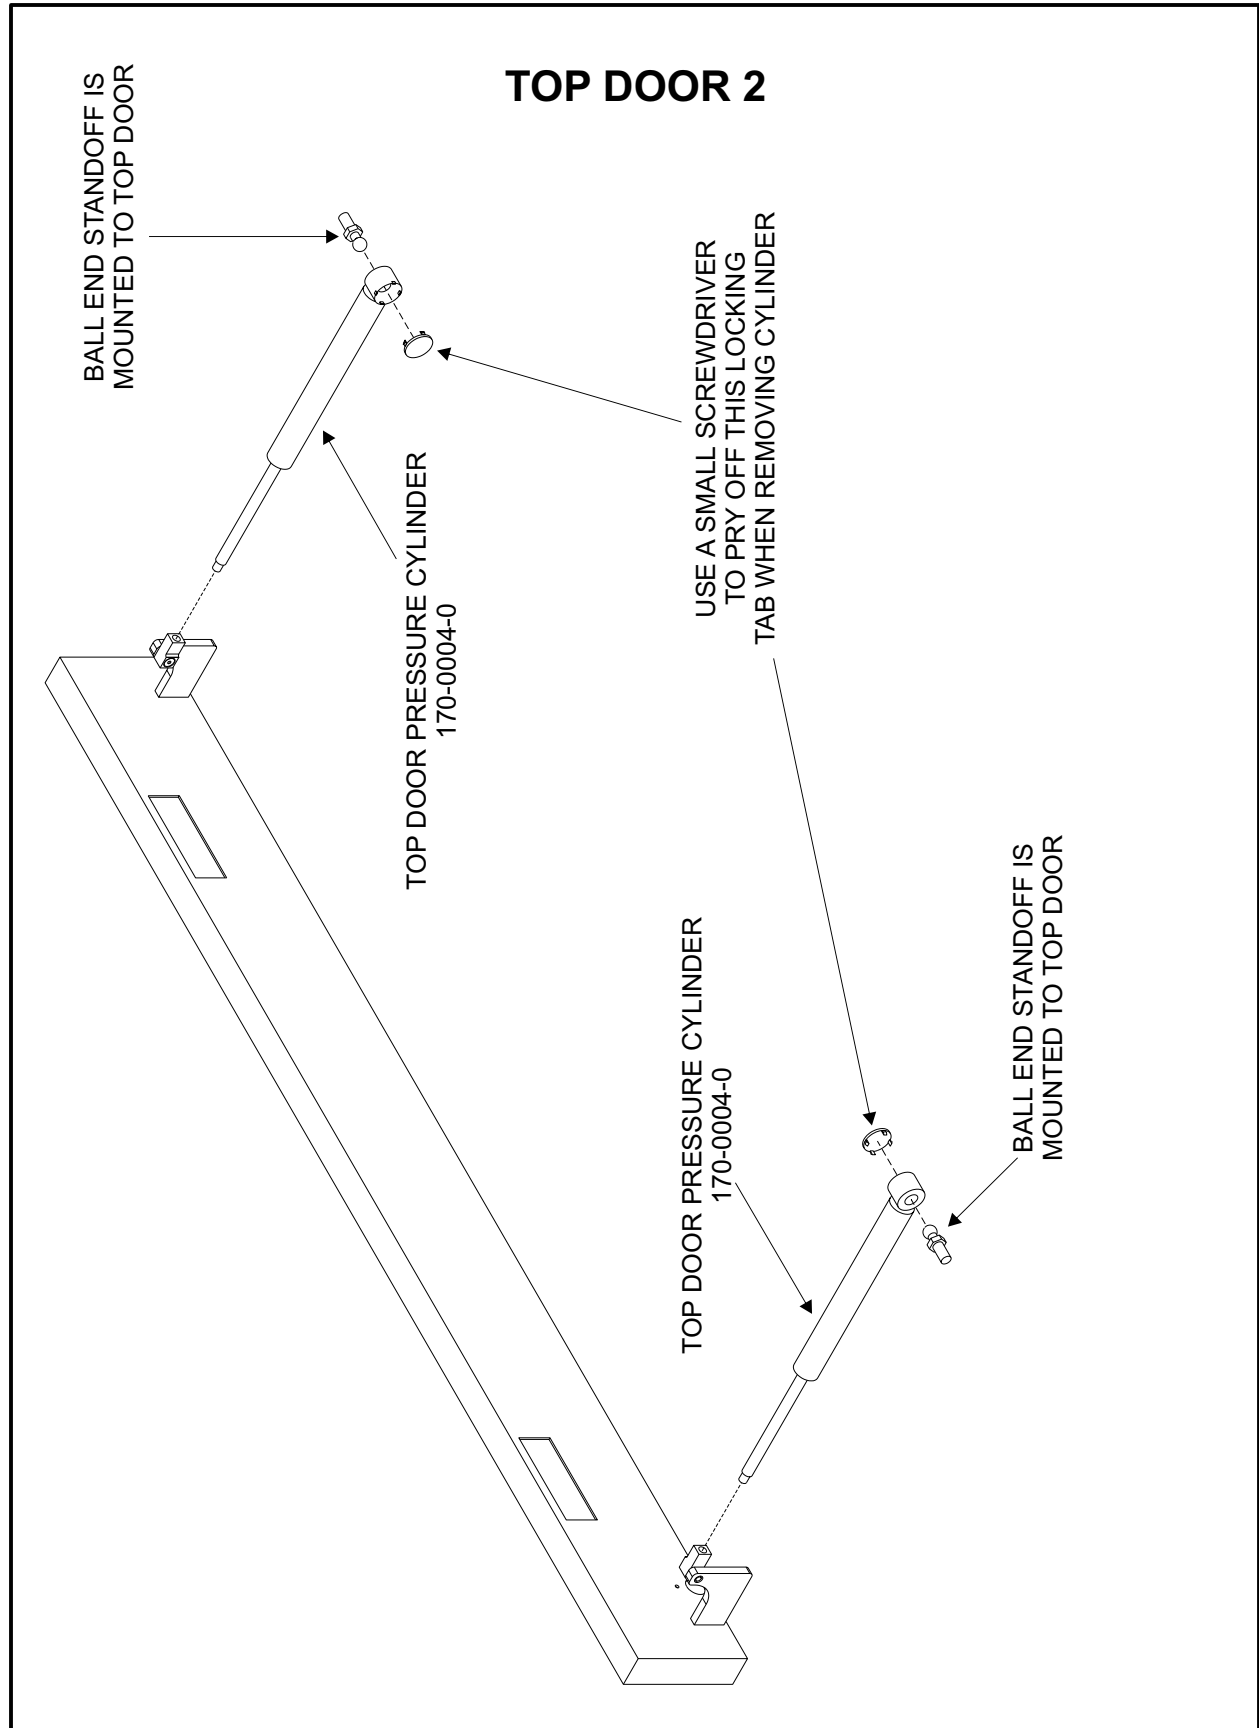 TOP DOOR 2
BALL END STANDOFF IS
MOUNTED TO TOP DOOR
USE A SMALL SCREWDRIVER
TO PRY OFF THIS LOCKING
TAB WHEN REMOVING CYLINDER
TOP DOOR PRESSURE CYLINDER
170-0004-0
TOP DOOR PRESSURE CYLINDER
170-0004-0
BALL END STANDOFF IS
MOUNTED TO TOP DOOR